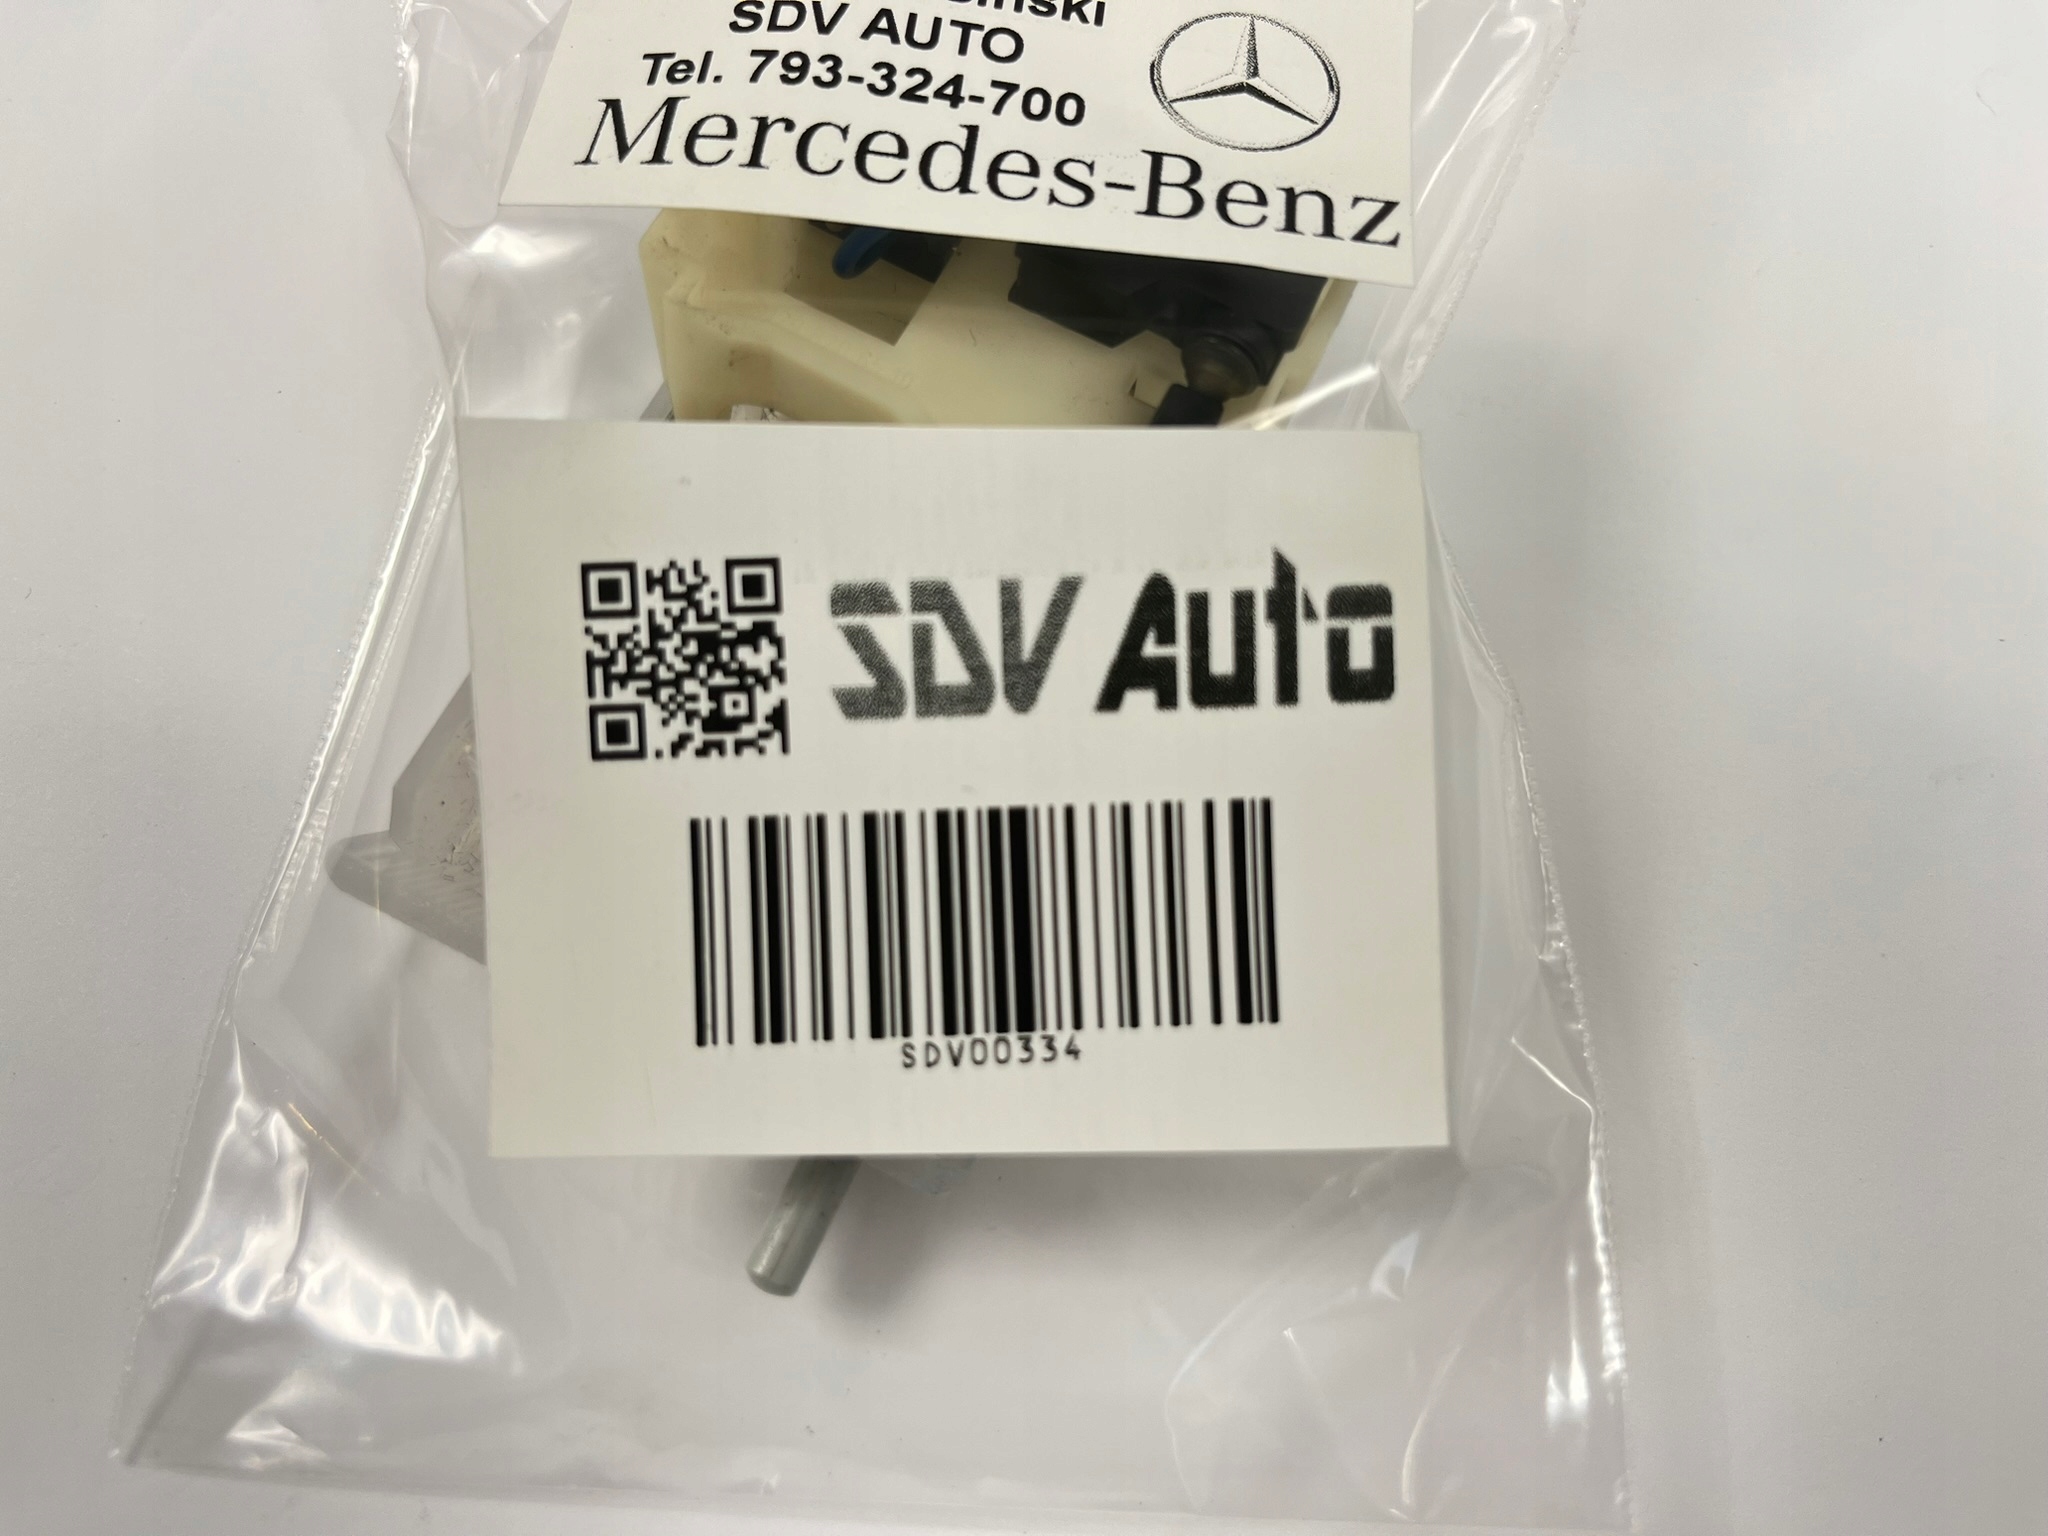 SDV AUTO
Tel. 793-324-700
Mercedes-Benz
SDV Auto
SDV00334